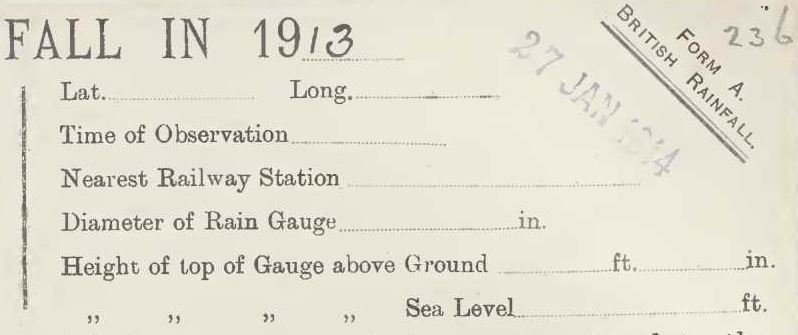 FALL IN 1913
236
FORM A.
BRITISH RAINFALL.
27 JAN 1914
Lat. Long.
Time of Observation
Nearest Railway Station
Diameter of Rain Gauge in.
Height of top of Gauge above Ground ft. in.
„ „ „ „ Sea Level ft.